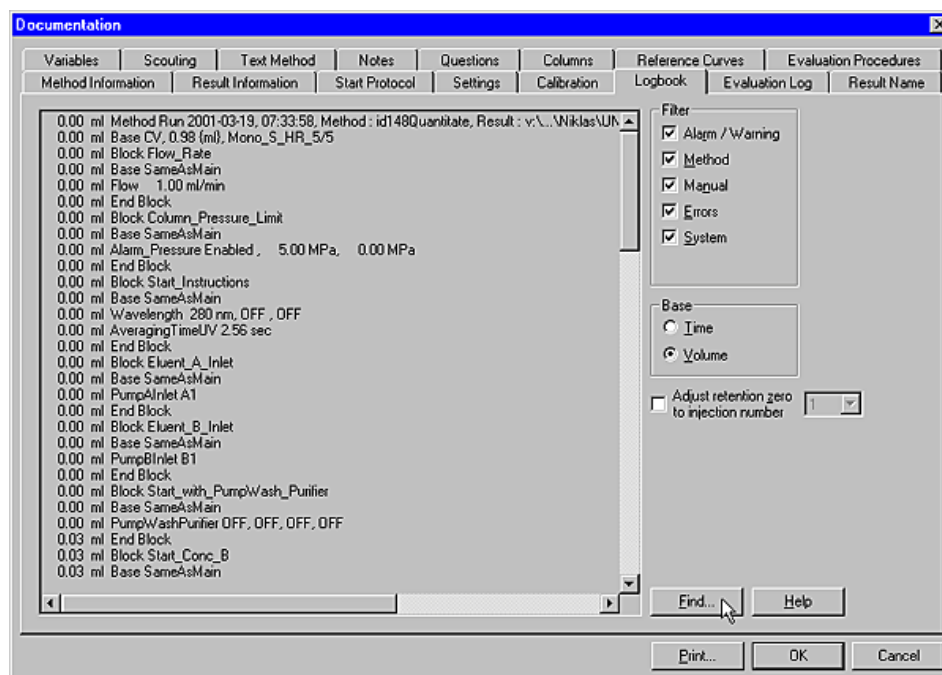 Documentation
Variables Scouting Text Method Notes Questions Columns Reference Curves Evaluation Procedures
Method Information Result Information Start Protocol Settings Calibration Logbook Evaluation Log Result Name
0.00 ml Method Run 2001-03-19, 07:33:58, Method : id148Quantitate, Result : v:\...\Niklas\UN
0.00 ml Base CV, 0.98 {ml}, Mono_S_HR_5/5
0.00 ml Block Flow_Rate
0.00 ml Base SameAsMain
0.00 ml Flow 1.00 ml/min
0.00 ml End Block
0.00 ml Block Column_Pressure_Limit
0.00 ml Base SameAsMain
0.00 ml Alarm_Pressure Enabled , 5.00 MPa, 0.00 MPa
0.00 ml End Block
0.00 ml Block Start_Instructions
0.00 ml Base SameAsMain
0.00 ml Wavelength 280 nm, OFF , OFF
0.00 ml AveragingTimeUV 2.56 sec
0.00 ml End Block
0.00 ml Block Eluent_A_Inlet
0.00 ml Base SameAsMain
0.00 ml PumpAInlet A1
0.00 ml End Block
0.00 ml Block Eluent_B_Inlet
0.00 ml Base SameAsMain
0.00 ml PumpBInlet B1
0.00 ml End Block
0.00 ml Block Start_with_PumpWash_Purifier
0.00 ml Base SameAsMain
0.00 ml PumpWashPurifier OFF, OFF, OFF, OFF
0.03 ml End Block
0.03 ml Block Start_Conc_B
0.03 ml Base SameAsMain
Filter
Alarm / Warning
Method
Manual
Errors
System
Base
Time
Volume
Adjust retention zero
to injection number 1
Find... Help
Print... OK Cancel